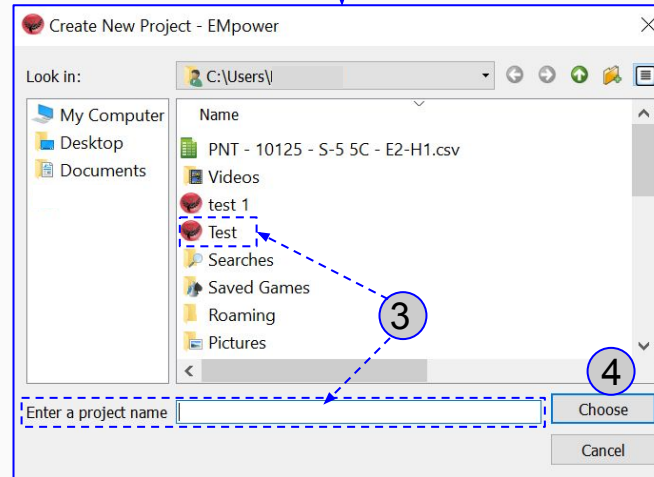 Create New Project - EMpower
Look in:
C:\Users\
My Computer
Desktop
Documents
Name
PNT - 10125 - S-5 5C - E2-H1.csv
Videos
test 1
Test
Searches
Saved Games
Roaming
Pictures
3
4
Enter a project name
Choose
Cancel